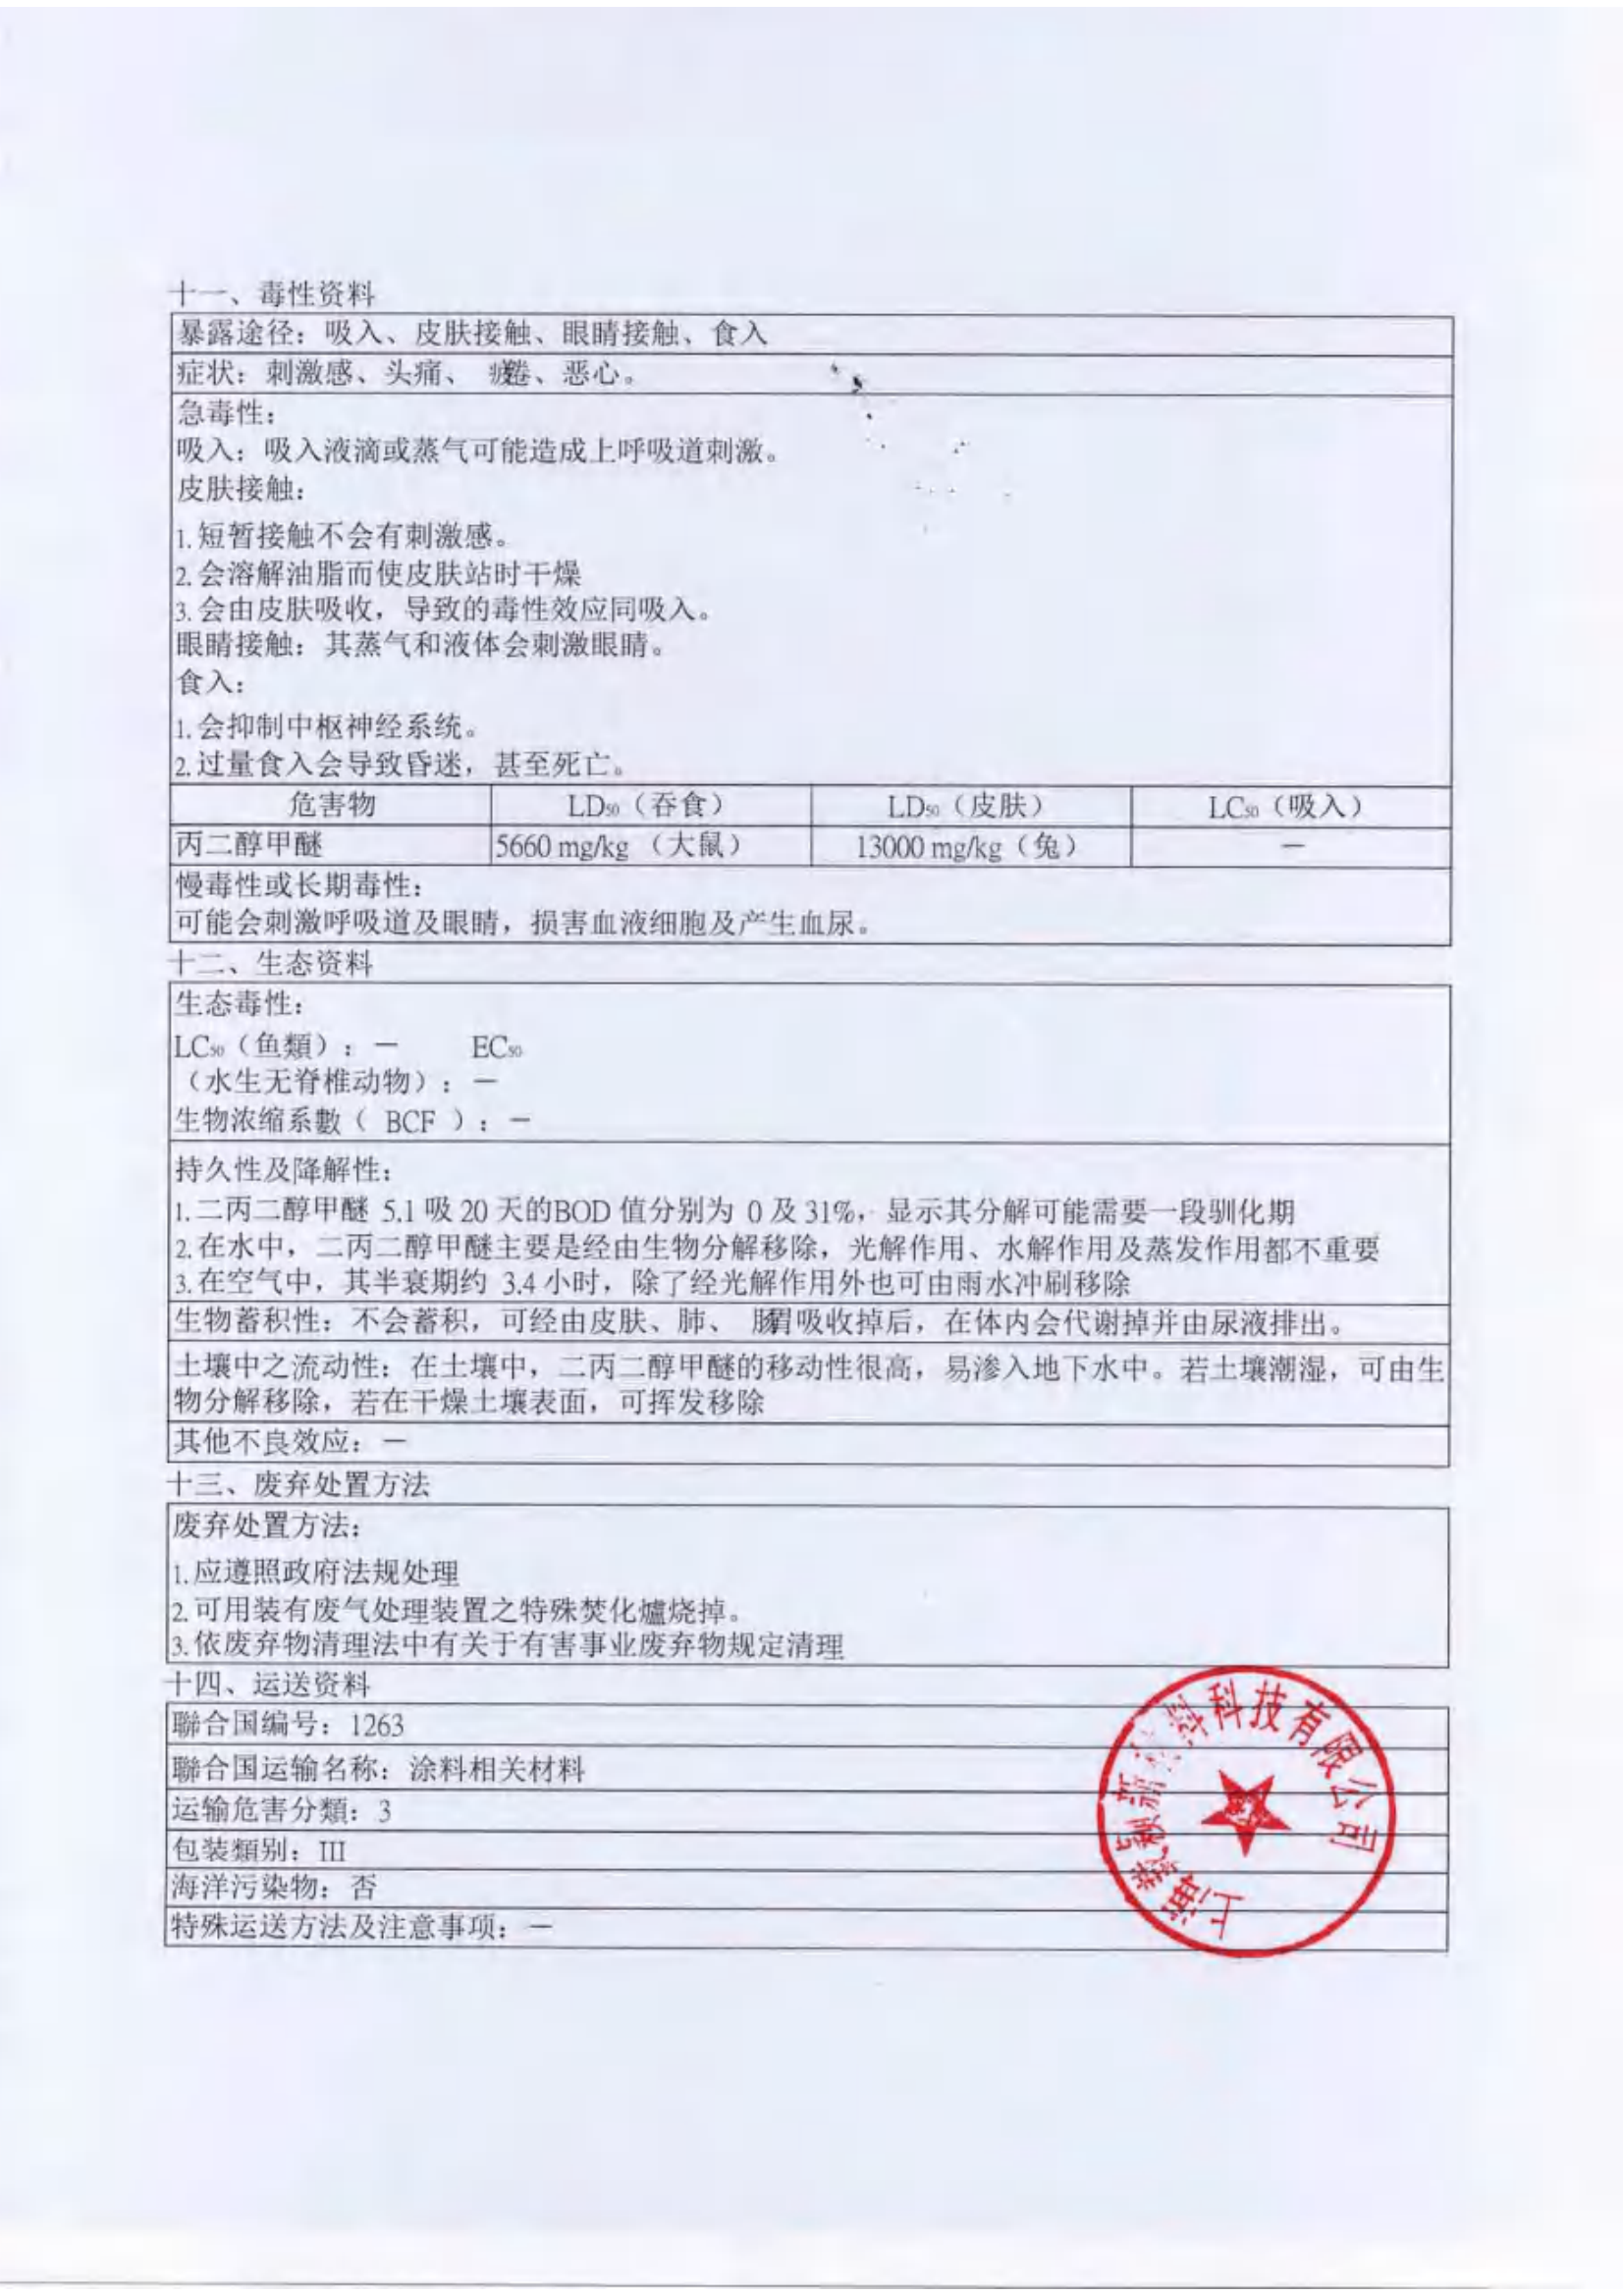 十一、毒性资料
暴露途径：吸入、皮肤接触、眼睛接触、食入
症状：刺激感、头痛、 疲倦、恶心。
急毒性：
吸入：吸入液滴或蒸气可能造成上呼吸道刺激。
皮肤接触：
1.短暂接触不会有刺激感。
2.会溶解油脂而使皮肤站时干燥
3.会由皮肤吸收，导致的毒性效应同吸入。
眼睛接触：其蒸气和液体会刺激眼睛。
食入：
1.会抑制中枢神经系统。
2.过量食入会导致昏迷，甚至死亡。
危害物 LD50（吞食） LD50（皮肤） LC50（吸入）
丙二醇甲醚 5660 mg/kg（大鼠） 13000 mg/kg（兔） －
慢毒性或长期毒性：
可能会刺激呼吸道及眼睛，损害血液细胞及产生血尿。
十二、生态资料
生态毒性：
LC50（鱼類）：－ EC50
（水生无脊椎动物）：－
生物浓缩系數（ BCF ）：－
持久性及降解性：
1.二丙二醇甲醚 5.1 吸 20 天的BOD 值分别为 0 及 31%，显示其分解可能需要一段驯化期
2.在水中，二丙二醇甲醚主要是经由生物分解移除，光解作用、水解作用及蒸发作用都不重要
3.在空气中，其半衰期约 3.4 小时，除了经光解作用外也可由雨水冲刷移除
生物蓄积性：不会蓄积，可经由皮肤、肺、 肠胃吸收掉后，在体内会代谢掉并由尿液排出。
土壤中之流动性：在土壤中，二丙二醇甲醚的移动性很高，易渗入地下水中。若土壤潮湿，可由生
物分解移除，若在干燥土壤表面，可挥发移除
其他不良效应：－
十三、废弃处置方法
废弃处置方法：
1.应遵照政府法规处理
2.可用装有废气处理装置之特殊焚化爐烧掉。
3.依废弃物清理法中有关于有害事业废弃物规定清理
十四、运送资料
聯合国编号：1263
聯合国运输名称：涂料相关材料
运输危害分類：3
包装類别：III
海洋污染物：否
特殊运送方法及注意事项：－
上海 新 料科技有限公司